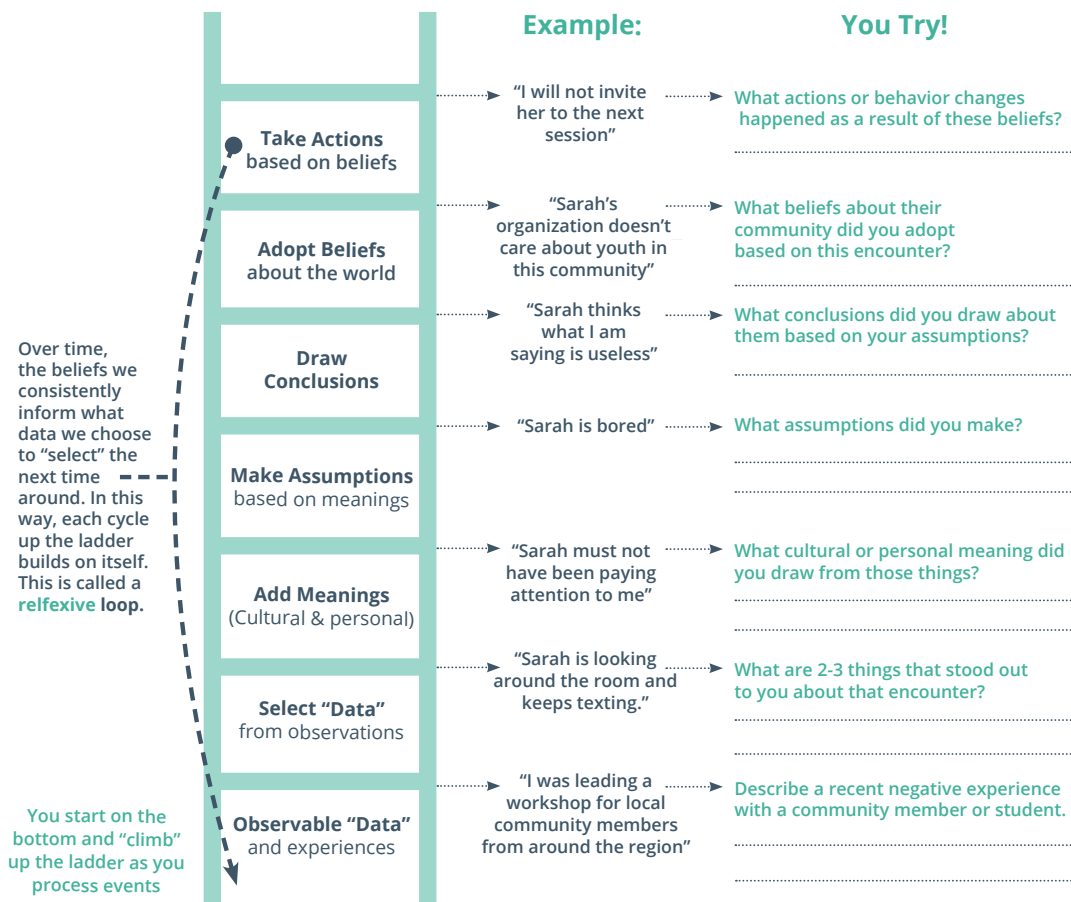 Example:
You Try!
Take Actions
based on beliefs
“I will not invite
her to the next
session”
What actions or behavior changes
happened as a result of these beliefs?
Adopt Beliefs
about the world
“Sarah’s
organization doesn’t
care about youth in
this community”
What beliefs about their
community did you adopt
based on this encounter?
Draw
Conclusions
“Sarah thinks
what I am
saying is useless”
What conclusions did you draw about
them based on your assumptions?
Over time,
the beliefs we
consistently
inform what
data we choose
to “select” the
next time
around. In this
way, each cycle
up the ladder
builds on itself.
This is called a
relfexive loop.
Make Assumptions
based on meanings
“Sarah is bored”
What assumptions did you make?
Add Meanings
(Cultural & personal)
“Sarah must not
have been paying
attention to me”
What cultural or personal meaning did
you draw from those things?
Select “Data”
from observations
“Sarah is looking
around the room and
keeps texting.”
What are 2-3 things that stood out
to you about that encounter?
Observable “Data”
and experiences
“I was leading a
workshop for local
community members
from around the region”
Describe a recent negative experience
with a community member or student.
You start on the
bottom and “climb”
up the ladder as you
process events